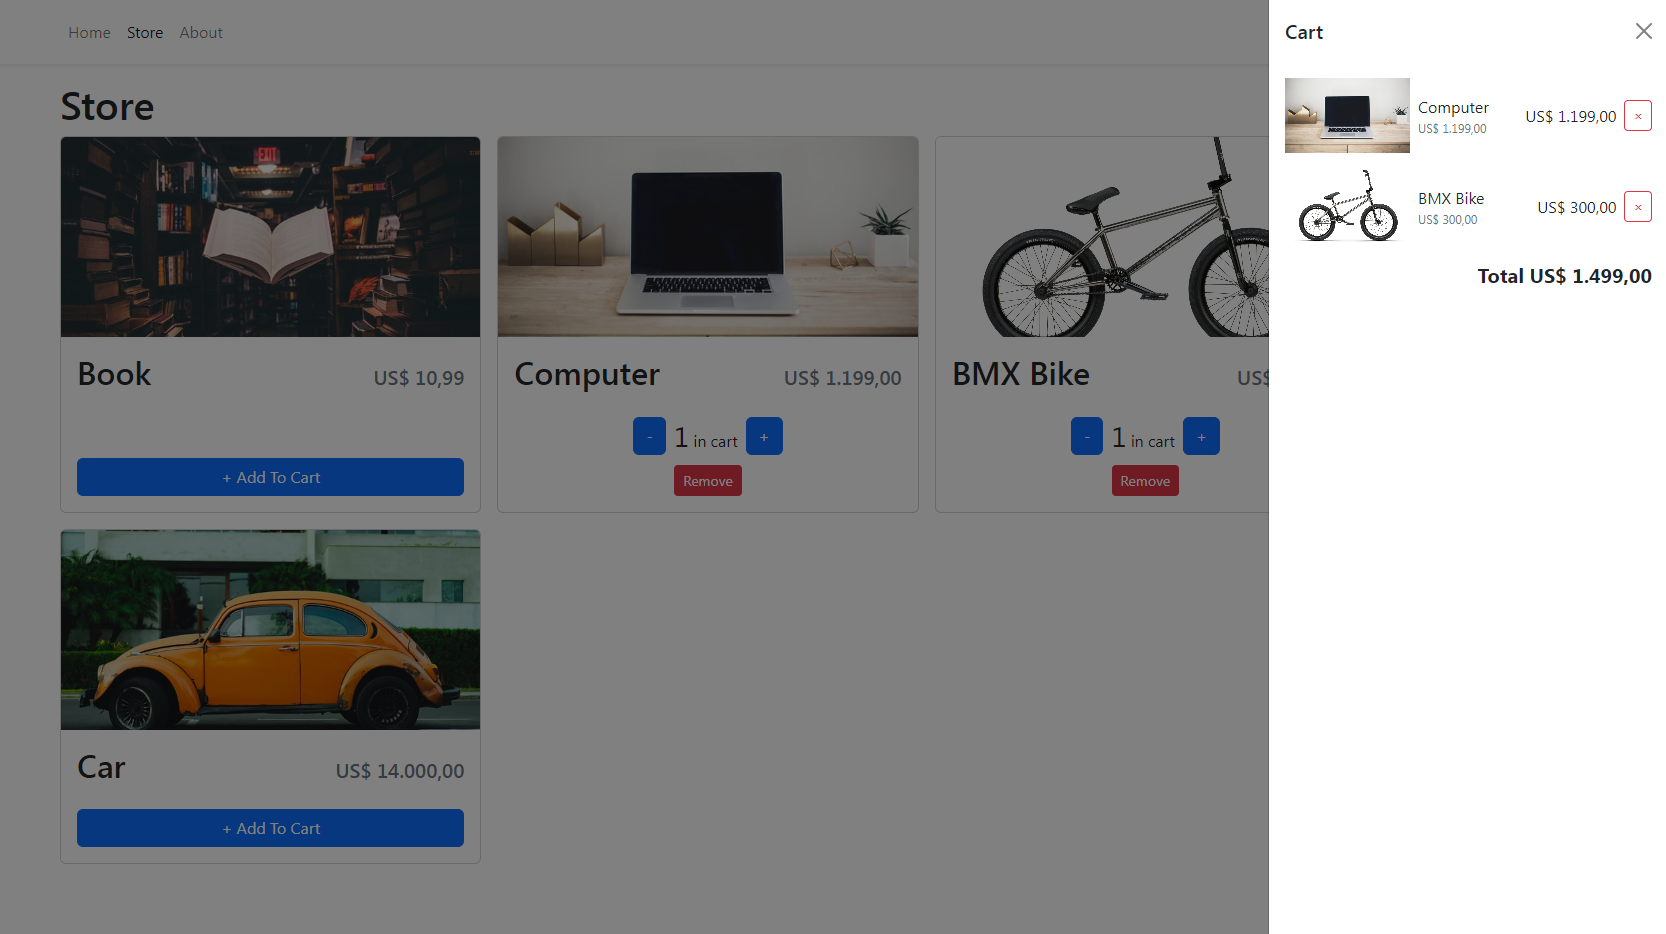 Home Store About
Store
EXIT
Book US$ 10,99
+ Add To Cart
Computer US$ 1.199,00
- 1 in cart +
Remove
BMX Bike US$
- 1 in cart +
Remove
Car US$ 14.000,00
+ Add To Cart
Cart
Computer
US$ 1.199,00
US$ 1.199,00 ×
BMX Bike
US$ 300,00
US$ 300,00 ×
Total US$ 1.499,00